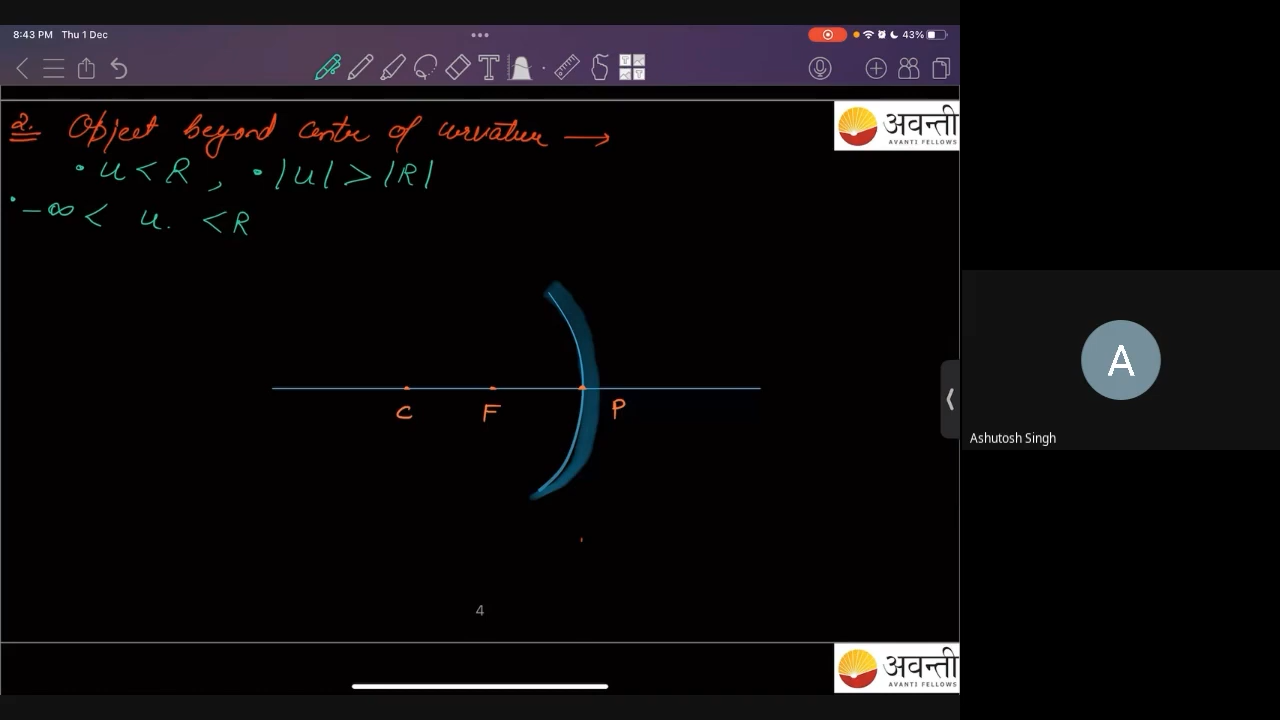 8:43 PM Thu 1 Dec
43%
2. Object beyond centre of curvature →
अवन्ती
AVANTI FELLOWS
• u < R , • |u| > |R|
• -∞ < u. < R
C F P
A
Ashutosh Singh
4
अवन्ती
AVANTI FELLOWS